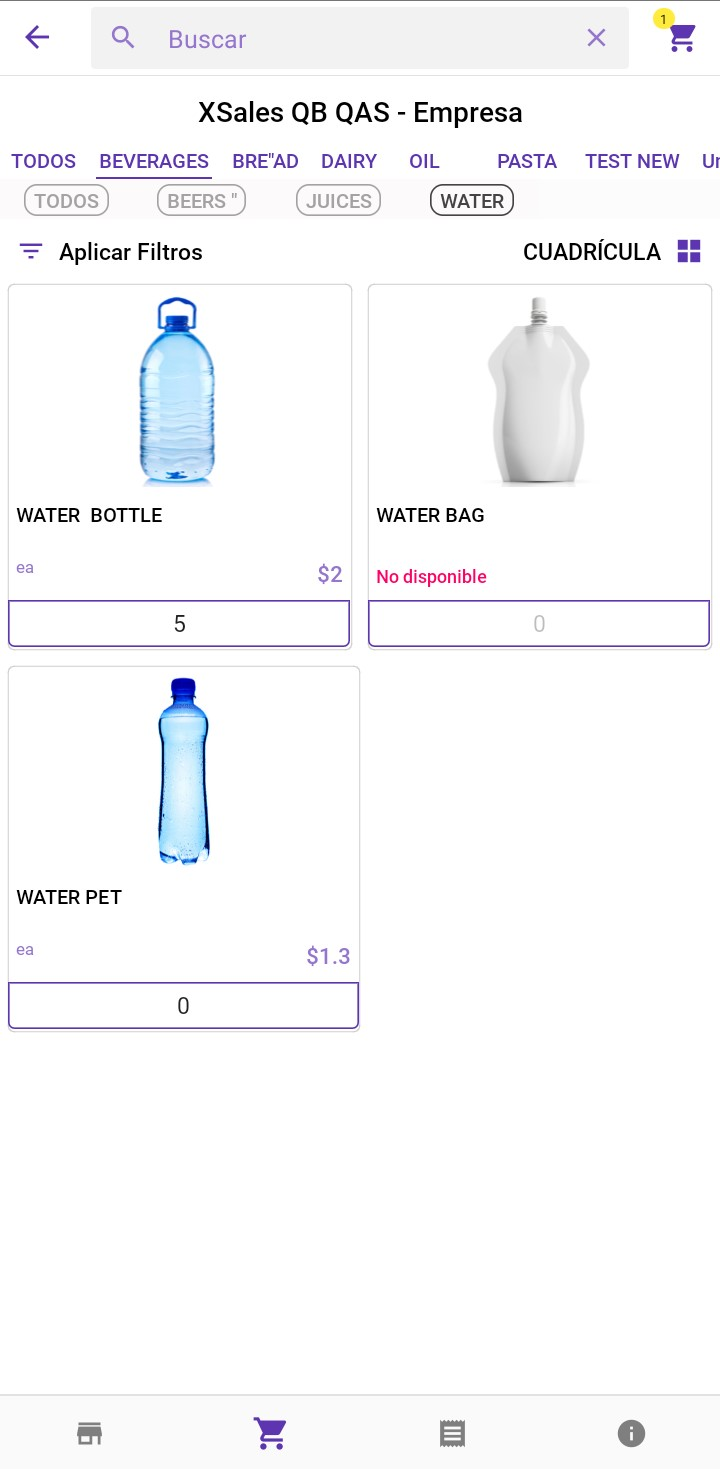 Buscar
1
XSales QB QAS - Empresa
TODOS BEVERAGES BRE"AD DAIRY OIL PASTA TEST NEW
TODOS BEERS " JUICES WATER
Aplicar Filtros CUADRÍCULA
WATER  BOTTLE
ea $2
5
WATER BAG
No disponible
0
WATER PET
ea $1.3
0